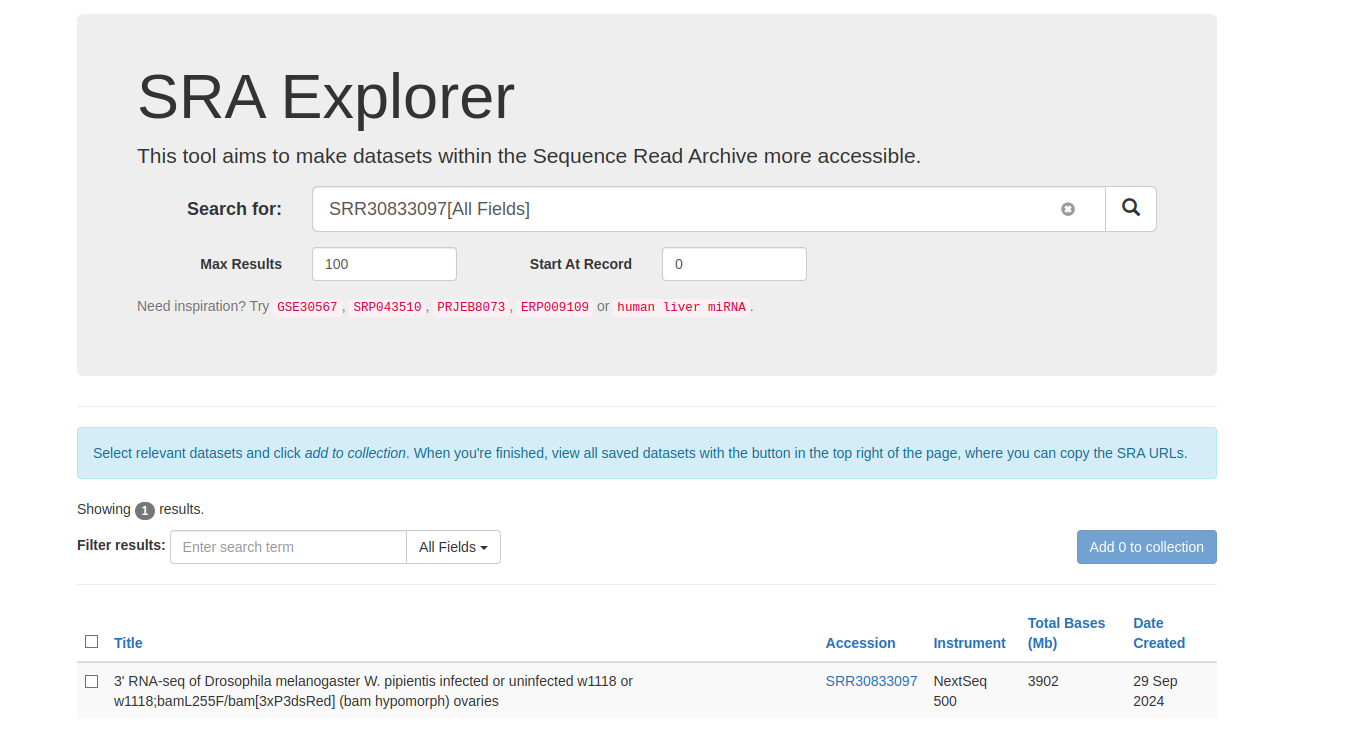 SRA Explorer
This tool aims to make datasets within the Sequence Read Archive more accessible.
Search for: SRR30833097[All Fields]
Max Results 100 Start At Record 0
Need inspiration? Try GSE30567, SRP043510, PRJEB8073, ERP009109 or human liver miRNA.
Select relevant datasets and click add to collection. When you're finished, view all saved datasets with the button in the top right of the page, where you can copy the SRA URLs.
Showing 1 results.
Filter results: Enter search term All Fields Add 0 to collection
Title Accession Instrument Total Bases (Mb) Date Created
3' RNA-seq of Drosophila melanogaster W. pipientis infected or uninfected w1118 or
w1118;bamL255F/bam[3xP3dsRed] (bam hypomorph) ovaries
SRR30833097
NextSeq
500
3902
29 Sep
2024